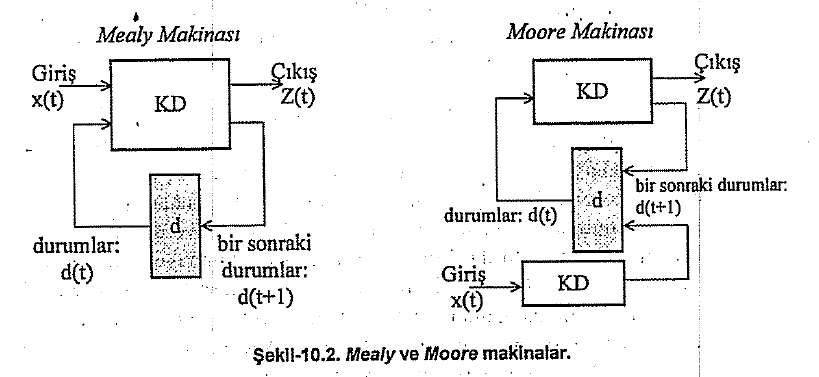 Mealy Makinası
Giriş
x(t)
KD
Çıkış
Z(t)
d
durumlar:
d(t)
bir sonraki
durumlar:
d(t+1)
Moore Makinası
KD
Çıkış
Z(t)
d
durumlar: d(t)
bir sonraki durumlar:
d(t+1)
Giriş
x(t)
KD
Şekil-10.2. Mealy ve Moore makinalar.